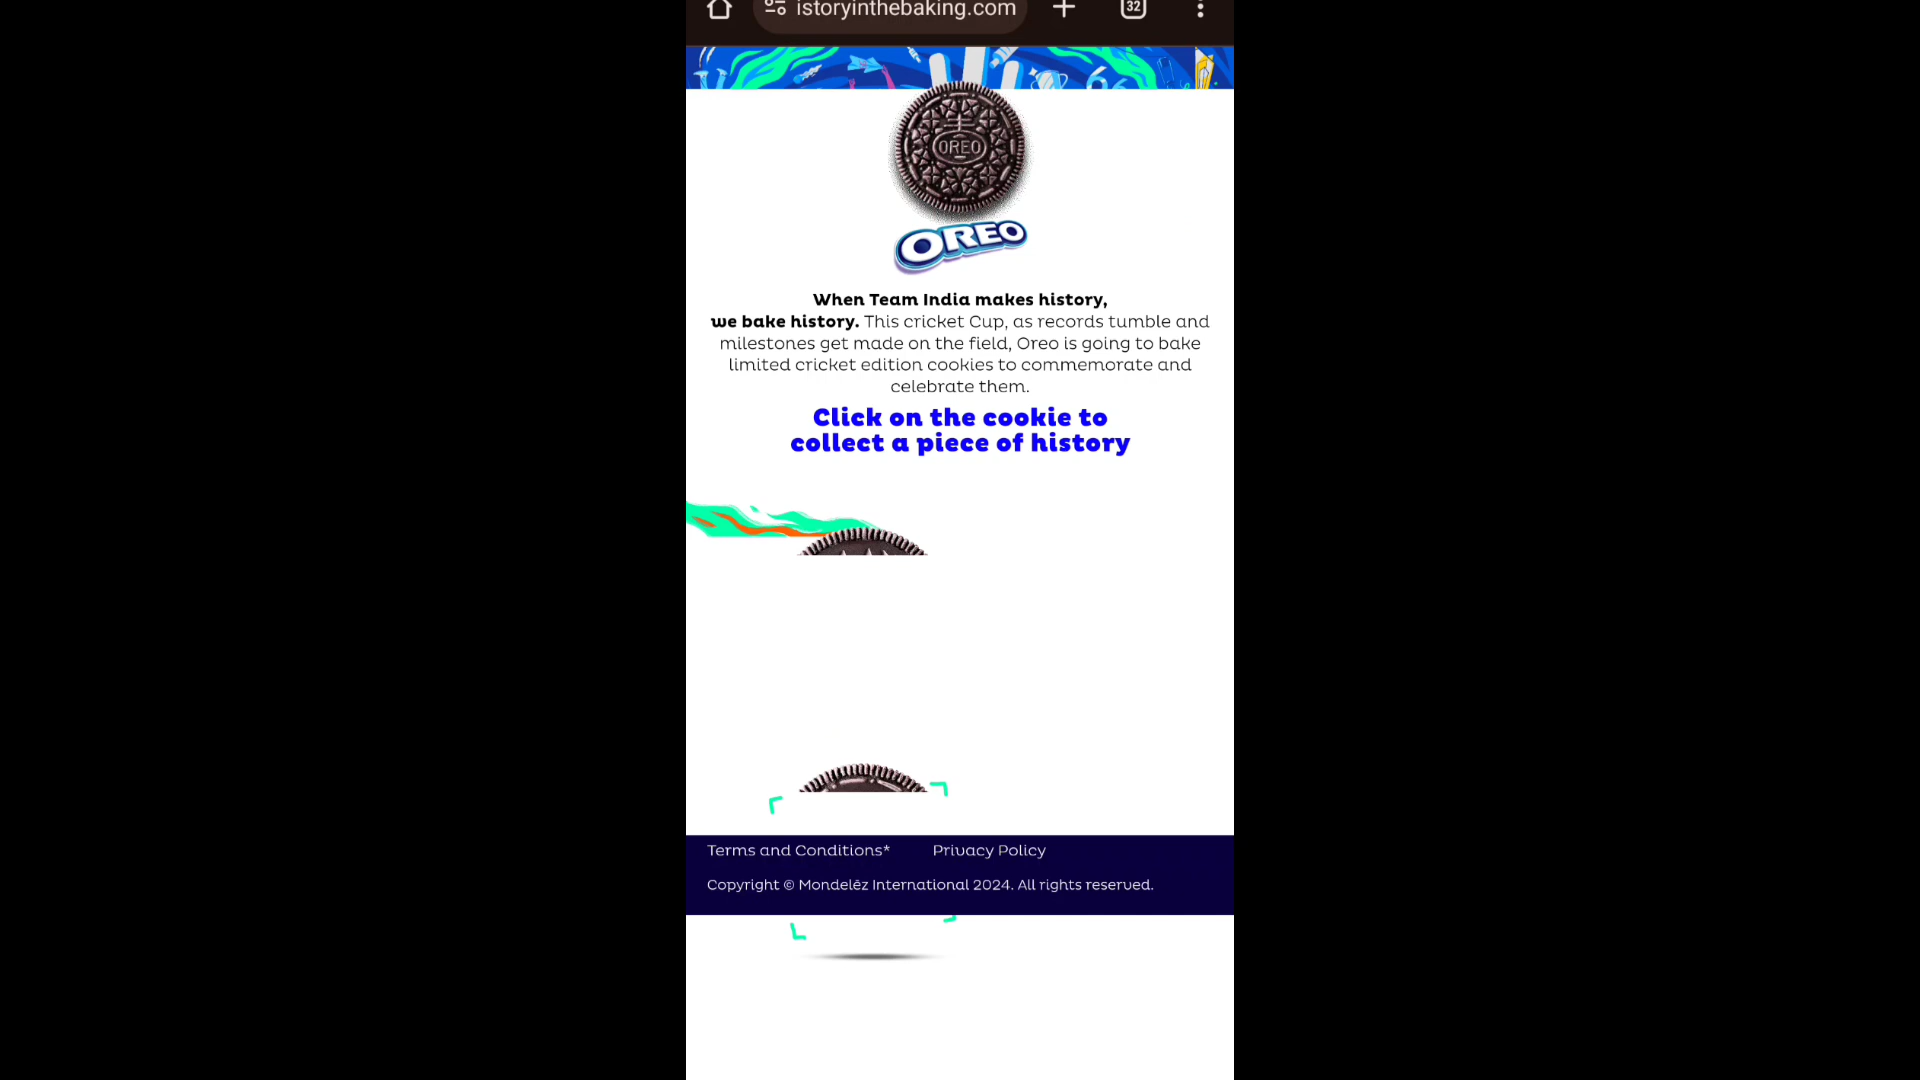 istoryinthebaking.com
32
OREO
OREO
When Team India makes history,
we bake history. This cricket Cup, as records tumble and
milestones get made on the field, Oreo is going to bake
limited cricket edition cookies to commemorate and
celebrate them.
Click on the cookie to
collect a piece of history
Terms and Conditions* Privacy Policy
Copyright © Mondelēz International 2024. All rights reserved.